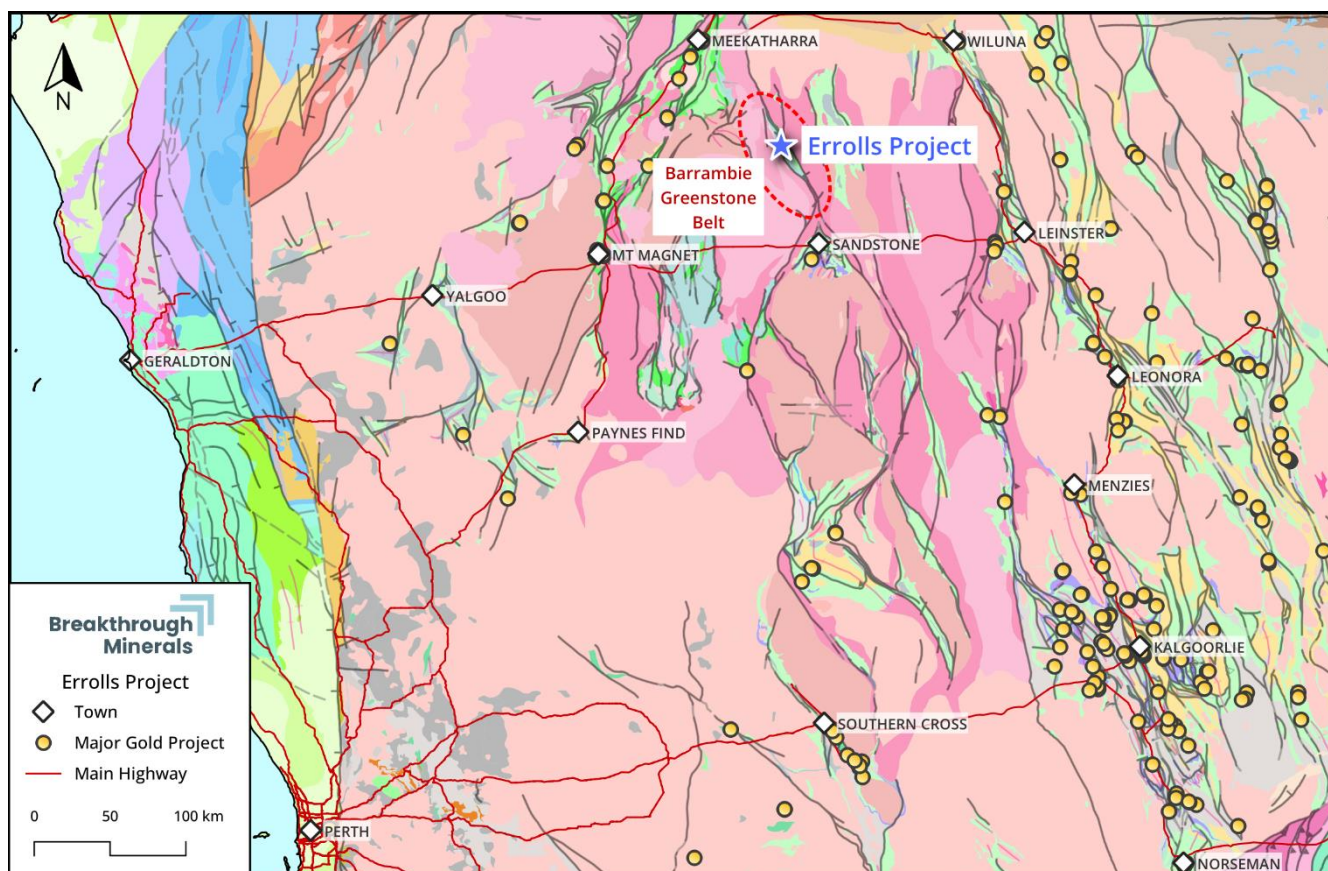 MEEKATHARRA
WILUNA
N
Errolls Project
Barrambie
Greenstone
Belt
LEINSTER
SANDSTONE
MT MAGNET
YALGOO
GERALDTON
LEONORA
PAYNES FIND
MENZIES
KALGOORLIE
SOUTHERN CROSS
PERTH
NORSEMAN
Breakthrough
Minerals
Errolls Project
Town
Major Gold Project
Main Highway
0 50 100 km